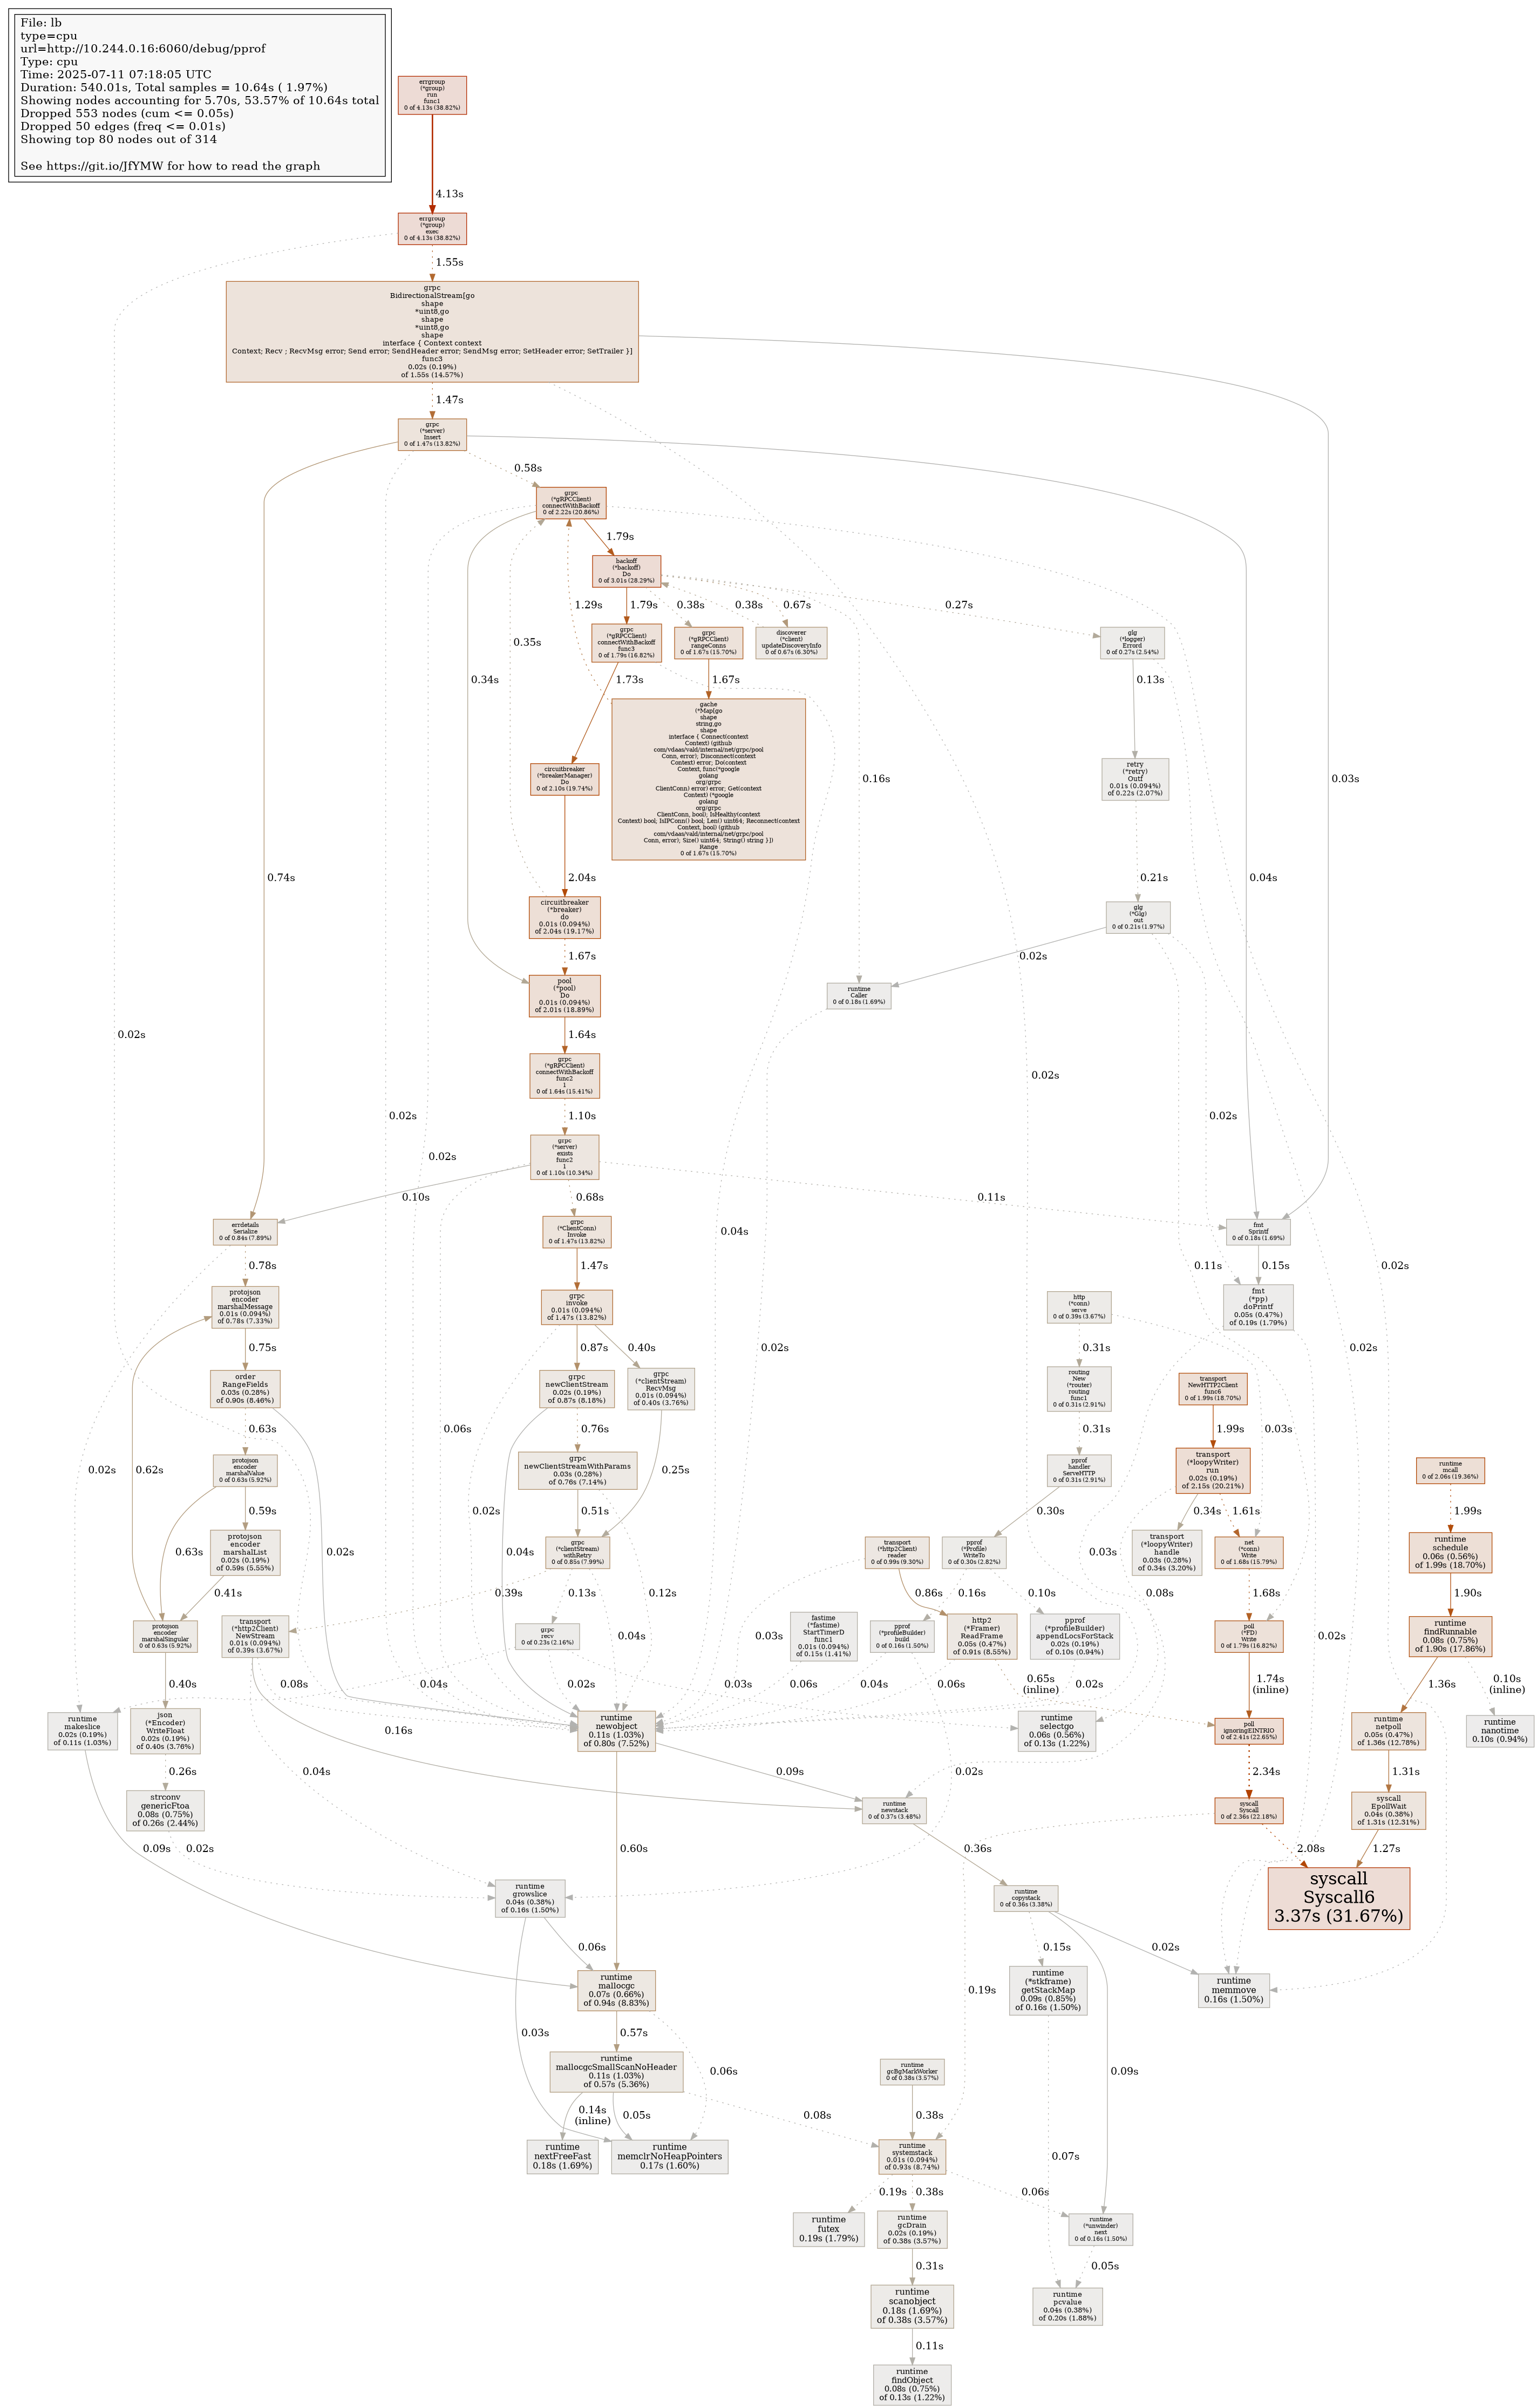 File: lb
type=cpu
url=http://10.244.0.16:6060/debug/pprof
Type: cpu
Time: 2025-07-11 07:18:05 UTC
Duration: 540.01s, Total samples = 10.64s ( 1.97%)
Showing nodes accounting for 5.70s, 53.57% of 10.64s total
Dropped 553 nodes (cum <= 0.05s)
Dropped 50 edges (freq <= 0.01s)
Showing top 80 nodes out of 314
See https://git.io/JfYMW for how to read the graph
errgroup
(*group)
run
func1
0 of 4.13s (38.82%)
4.13s
errgroup
(*group)
exec
0 of 4.13s (38.82%)
1.55s
grpc
BidirectionalStream[go
shape
*uint8,go
shape
*uint8,go
shape
interface { Context context
Context; Recv ; RecvMsg error; Send error; SendHeader error; SendMsg error; SetHeader error; SetTrailer }]
func3
0.02s (0.19%)
of 1.55s (14.57%)
1.47s
grpc
(*server)
Insert
0 of 1.47s (13.82%)
0.58s
grpc
(*gRPCClient)
connectWithBackoff
0 of 2.22s (20.86%)
1.79s
backoff
(*backoff)
Do
0 of 3.01s (28.29%)
1.29s
1.79s
0.38s
0.38s
0.67s
0.27s
0.35s
grpc
(*gRPCClient)
connectWithBackoff
func3
0 of 1.79s (16.82%)
grpc
(*gRPCClient)
rangeConns
0 of 1.67s (15.70%)
discoverer
(*client)
updateDiscoveryInfo
0 of 0.67s (6.30%)
glg
(*logger)
Errord
0 of 0.27s (2.54%)
0.34s
1.73s
1.67s
0.13s
gache
(*Map[go
shape
string,go
shape
interface { Connect(context
Context) (github
com/vdaas/vald/internal/net/grpc/pool
Conn, error); Disconnect(context
Context) error; Do(context
Context, func(*google
golang
org/grpc
ClientConn) error) error; Get(context
Context) (*google
golang
org/grpc
ClientConn, bool); IsHealthy(context
Context) bool; IsIPConn() bool; Len() uint64; Reconnect(context
Context, bool) (github
com/vdaas/vald/internal/net/grpc/pool
Conn, error); Size() uint64; String() string }])
Range
0 of 1.67s (15.70%)
circuitbreaker
(*breakerManager)
Do
0 of 2.10s (19.74%)
retry
(*retry)
Outf
0.01s (0.094%)
of 0.22s (2.07%)
0.16s
0.03s
0.74s
2.04s
0.21s
0.04s
circuitbreaker
(*breaker)
do
0.01s (0.094%)
of 2.04s (19.17%)
glg
(*Glg)
out
0 of 0.21s (1.97%)
1.67s
0.02s
pool
(*pool)
Do
0.01s (0.094%)
of 2.01s (18.89%)
runtime
Caller
0 of 0.18s (1.69%)
0.02s
1.64s
grpc
(*gRPCClient)
connectWithBackoff
func2
1
0 of 1.64s (15.41%)
0.02s
0.02s
1.10s
0.02s
0.02s
grpc
(*server)
exists
func2
1
0 of 1.10s (10.34%)
0.10s
0.68s
0.11s
errdetails
Serialize
0 of 0.84s (7.89%)
grpc
(*ClientConn)
Invoke
0 of 1.47s (13.82%)
0.04s
fmt
Sprintf
0 of 0.18s (1.69%)
0.78s
1.47s
0.11s
0.15s
0.02s
protojson
encoder
marshalMessage
0.01s (0.094%)
of 0.78s (7.33%)
grpc
invoke
0.01s (0.094%)
of 1.47s (13.82%)
http
(*conn)
serve
0 of 0.39s (3.67%)
fmt
(*pp)
doPrintf
0.05s (0.47%)
of 0.19s (1.79%)
0.75s
0.87s
0.40s
0.02s
0.31s
0.02s
order
RangeFields
0.03s (0.28%)
of 0.90s (8.46%)
grpc
newClientStream
0.02s (0.19%)
of 0.87s (8.18%)
grpc
(*clientStream)
RecvMsg
0.01s (0.094%)
of 0.40s (3.76%)
routing
New
(*router)
routing
func1
0 of 0.31s (2.91%)
transport
NewHTTP2Client
func6
0 of 1.99s (18.70%)
0.63s
0.06s
0.76s
0.31s
1.99s
0.03s
0.02s
0.62s
protojson
encoder
marshalValue
0 of 0.63s (5.92%)
grpc
newClientStreamWithParams
0.03s (0.28%)
of 0.76s (7.14%)
0.25s
pprof
handler
ServeHTTP
0 of 0.31s (2.91%)
transport
(*loopyWriter)
run
0.02s (0.19%)
of 2.15s (20.21%)
runtime
mcall
0 of 2.06s (19.36%)
0.59s
0.02s
0.51s
0.30s
0.34s
1.61s
1.99s
0.63s
protojson
encoder
marshalList
0.02s (0.19%)
of 0.59s (5.55%)
0.02s
0.04s
grpc
(*clientStream)
withRetry
0 of 0.85s (7.99%)
transport
(*http2Client)
reader
0 of 0.99s (9.30%)
pprof
(*Profile)
WriteTo
0 of 0.30s (2.82%)
0.03s
transport
(*loopyWriter)
handle
0.03s (0.28%)
of 0.34s (3.20%)
net
(*conn)
Write
0 of 1.68s (15.79%)
runtime
schedule
0.06s (0.56%)
of 1.99s (18.70%)
0.41s
0.39s
0.13s
0.12s
0.86s
0.16s
0.10s
0.08s
1.68s
1.90s
protojson
encoder
marshalSingular
0 of 0.63s (5.92%)
transport
(*http2Client)
NewStream
0.01s (0.094%)
of 0.39s (3.67%)
grpc
recv
0 of 0.23s (2.16%)
0.04s
0.03s
fastime
(*fastime)
StartTimerD
func1
0.01s (0.094%)
of 0.15s (1.41%)
pprof
(*profileBuilder)
build
0 of 0.16s (1.50%)
http2
(*Framer)
ReadFrame
0.05s (0.47%)
of 0.91s (8.55%)
pprof
(*profileBuilder)
appendLocsForStack
0.02s (0.19%)
of 0.10s (0.94%)
poll
(*FD)
Write
0 of 1.79s (16.82%)
runtime
findRunnable
0.08s (0.75%)
of 1.90s (17.86%)
0.40s
0.08s
0.04s
0.02s
0.03s
0.06s
0.04s
0.06s
0.65s
(inline)
0.02s
1.74s
(inline)
1.36s
0.10s
(inline)
runtime
makeslice
0.02s (0.19%)
of 0.11s (1.03%)
json
(*Encoder)
WriteFloat
0.02s (0.19%)
of 0.40s (3.76%)
0.16s
runtime
newobject
0.11s (1.03%)
of 0.80s (7.52%)
runtime
selectgo
0.06s (0.56%)
of 0.13s (1.22%)
poll
ignoringEINTRIO
0 of 2.41s (22.65%)
runtime
netpoll
0.05s (0.47%)
of 1.36s (12.78%)
runtime
nanotime
0.10s (0.94%)
0.26s
0.04s
0.09s
0.02s
2.34s
1.31s
strconv
genericFtoa
0.08s (0.75%)
of 0.26s (2.44%)
runtime
newstack
0 of 0.37s (3.48%)
syscall
Syscall
0 of 2.36s (22.18%)
syscall
EpollWait
0.04s (0.38%)
of 1.31s (12.31%)
0.09s
0.02s
0.60s
0.36s
2.08s
1.27s
runtime
growslice
0.04s (0.38%)
of 0.16s (1.50%)
runtime
copystack
0 of 0.36s (3.38%)
syscall
Syscall6
3.37s (31.67%)
0.06s
0.15s
0.02s
runtime
mallocgc
0.07s (0.66%)
of 0.94s (8.83%)
0.19s
runtime
(*stkframe)
getStackMap
0.09s (0.85%)
of 0.16s (1.50%)
runtime
memmove
0.16s (1.50%)
0.03s
0.57s
runtime
mallocgcSmallScanNoHeader
0.11s (1.03%)
of 0.57s (5.36%)
0.06s
runtime
gcBgMarkWorker
0 of 0.38s (3.57%)
0.09s
0.14s
(inline)
0.05s
0.08s
0.38s
runtime
nextFreeFast
0.18s (1.69%)
runtime
memclrNoHeapPointers
0.17s (1.60%)
runtime
systemstack
0.01s (0.094%)
of 0.93s (8.74%)
0.07s
0.19s
0.38s
0.06s
runtime
futex
0.19s (1.79%)
runtime
gcDrain
0.02s (0.19%)
of 0.38s (3.57%)
runtime
(*unwinder)
next
0 of 0.16s (1.50%)
0.31s
0.05s
runtime
scanobject
0.18s (1.69%)
of 0.38s (3.57%)
runtime
pcvalue
0.04s (0.38%)
of 0.20s (1.88%)
0.11s
runtime
findObject
0.08s (0.75%)
of 0.13s (1.22%)